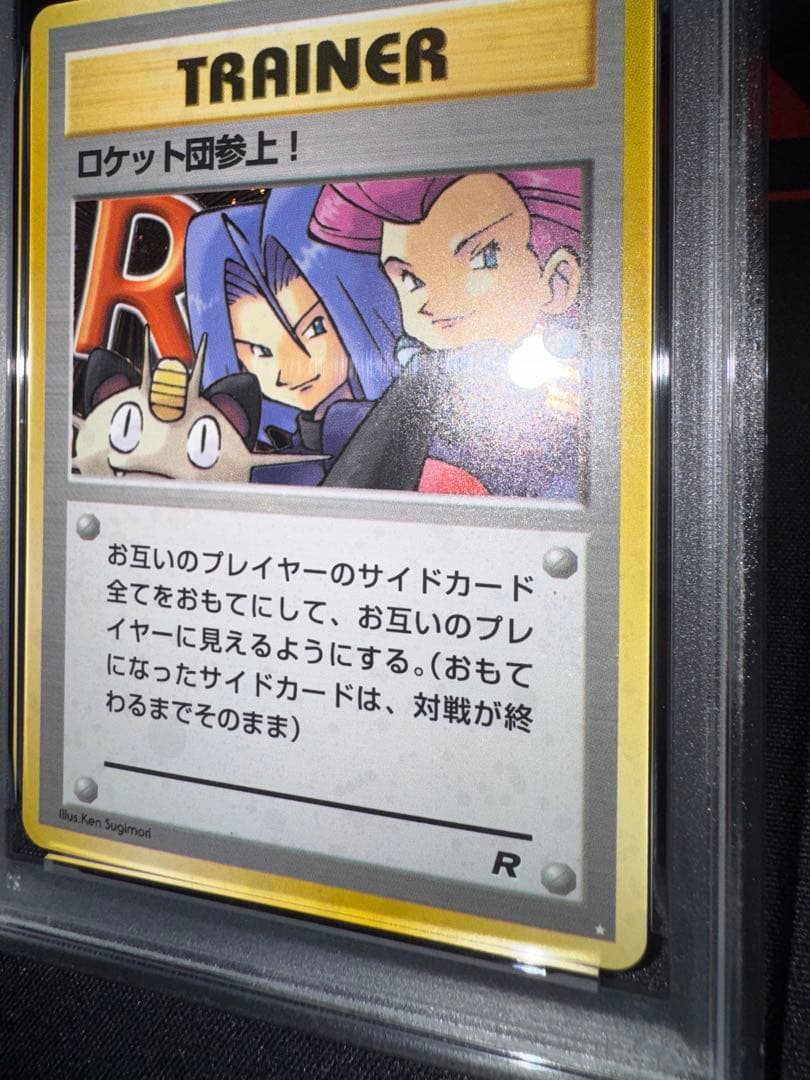 TRAINER
ロケット団参上！
R
お互いのプレイヤーのサイドカード
全てをおもてにして、お互いのプレ
イヤーに見えるようにする。（おもて
になったサイドカードは、対戦が終
わるまでそのまま）
R
Illus. Ken Sugimori